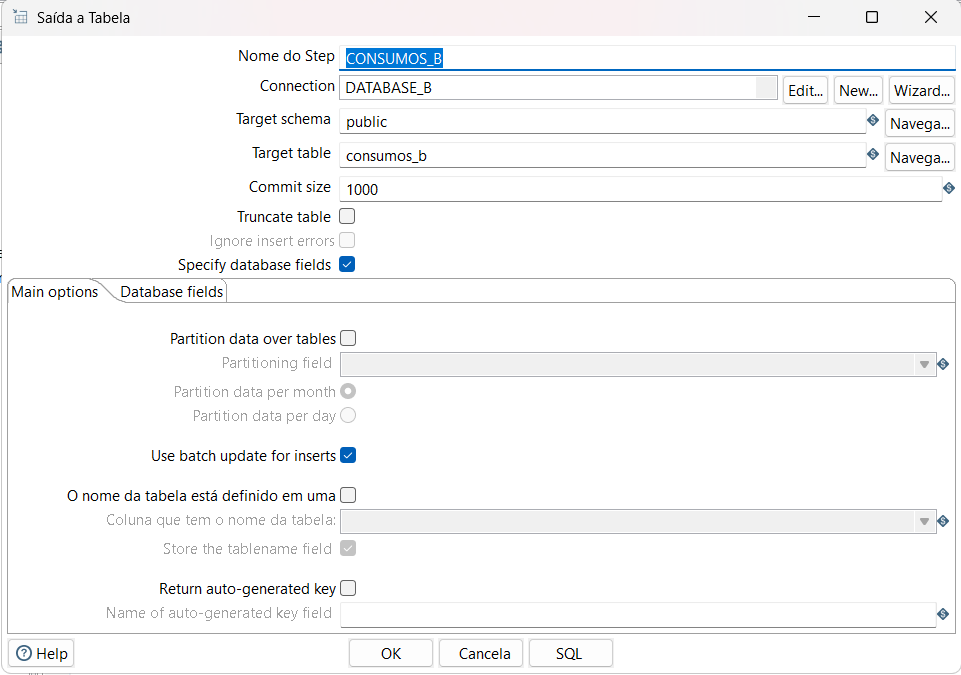 Saída a Tabela
Nome do Step CONSUMOS_B
Connection DATABASE_B Edit... New... Wizard...
Target schema public Navega...
Target table consumos_b Navega...
Commit size 1000
Truncate table
Ignore insert errors
Specify database fields
Main options Database fields
Partition data over tables
Partitioning field
Partition data per month
Partition data per day
Use batch update for inserts
O nome da tabela está definido em uma
Coluna que tem o nome da tabela:
Store the tablename field
Return auto-generated key
Name of auto-generated key field
Help OK Cancela SQL